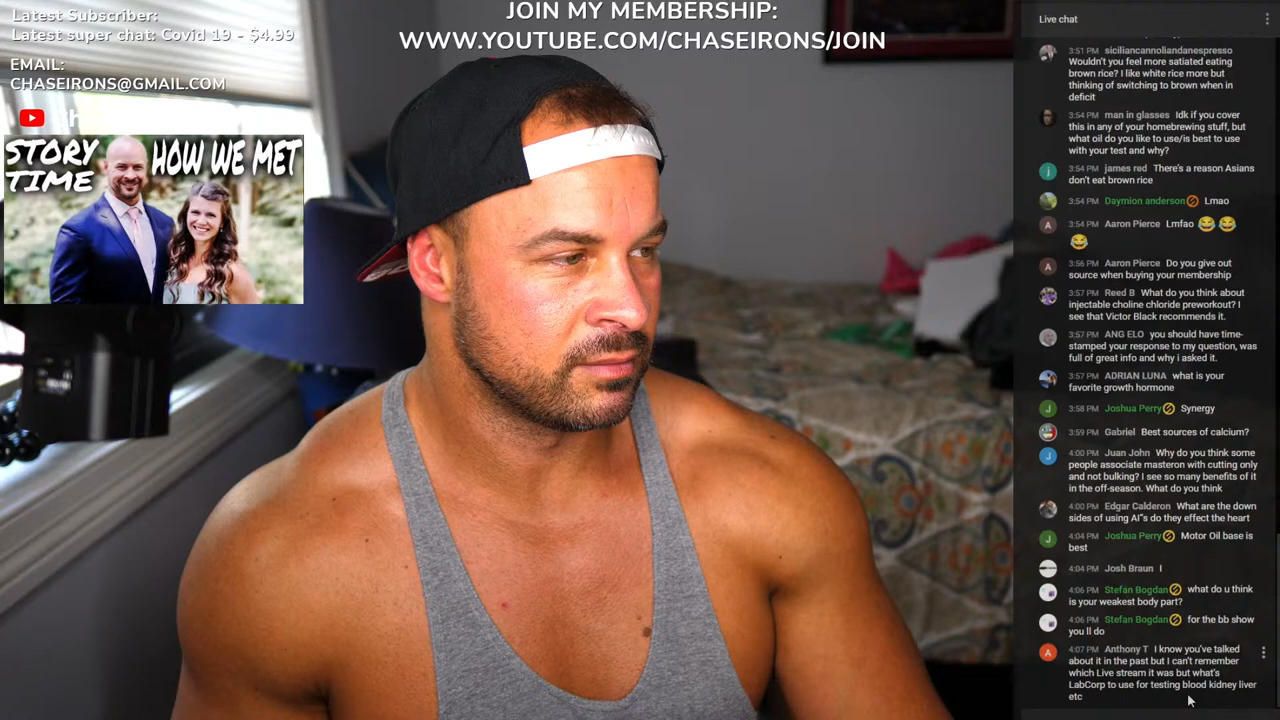 Latest Subscriber:
Latest super chat: Covid 19 - $4.99
EMAIL:
CHASEIRONS@GMAIL.COM
STORY
TIME
HOW WE MET
JOIN MY MEMBERSHIP:
WWW.YOUTUBE.COM/CHASEIRONS/JOIN
Live chat
3:51 PM siciliancannoliandanespresso
Wouldn't you feel more satiated eating
brown rice? I like white rice more but
thinking of switching to brown when in
deficit
3:54 PM man in glasses Idk if you cover
this in any of your homebrewing stuff, but
what oil do you like to use/is best to use
with your test and why?
3:54 PM james red There's a reason Asians
don't eat brown rice
3:54 PM Daymion anderson Lmao
3:54 PM Aaron Pierce Lmfao 😂 😂
😂
3:56 PM Aaron Pierce Do you give out
source when buying your membership
3:57 PM Reed B What do you think about
injectable choline chloride preworkout? I
see that Victor Black recommends it.
3:57 PM ANG ELO you should have time-
stamped your response to my question, was
full of great info and why i asked it.
3:57 PM ADRIAN LUNA what is your
favorite growth hormone
3:58 PM Joshua Perry Synergy
3:59 PM Gabriel Best sources of calcium?
4:00 PM Juan John Why do you think some
people associate masteron with cutting only
and not bulking? I see so many benefits of it
in the off-season. What do you think
4:00 PM Edgar Calderon What are the down
sides of using AI"s do they effect the heart
4:04 PM Joshua Perry Motor Oil base is
best
4:04 PM Josh Braun I
4:06 PM Stefan Bogdan what do u think
is your weakest body part?
4:06 PM Stefan Bogdan for the bb show
you ll do
4:07 PM Anthony T I know you've talked
about it in the past but I can't remember
which Live stream it was but what's
LabCorp to use for testing blood kidney liver
etc